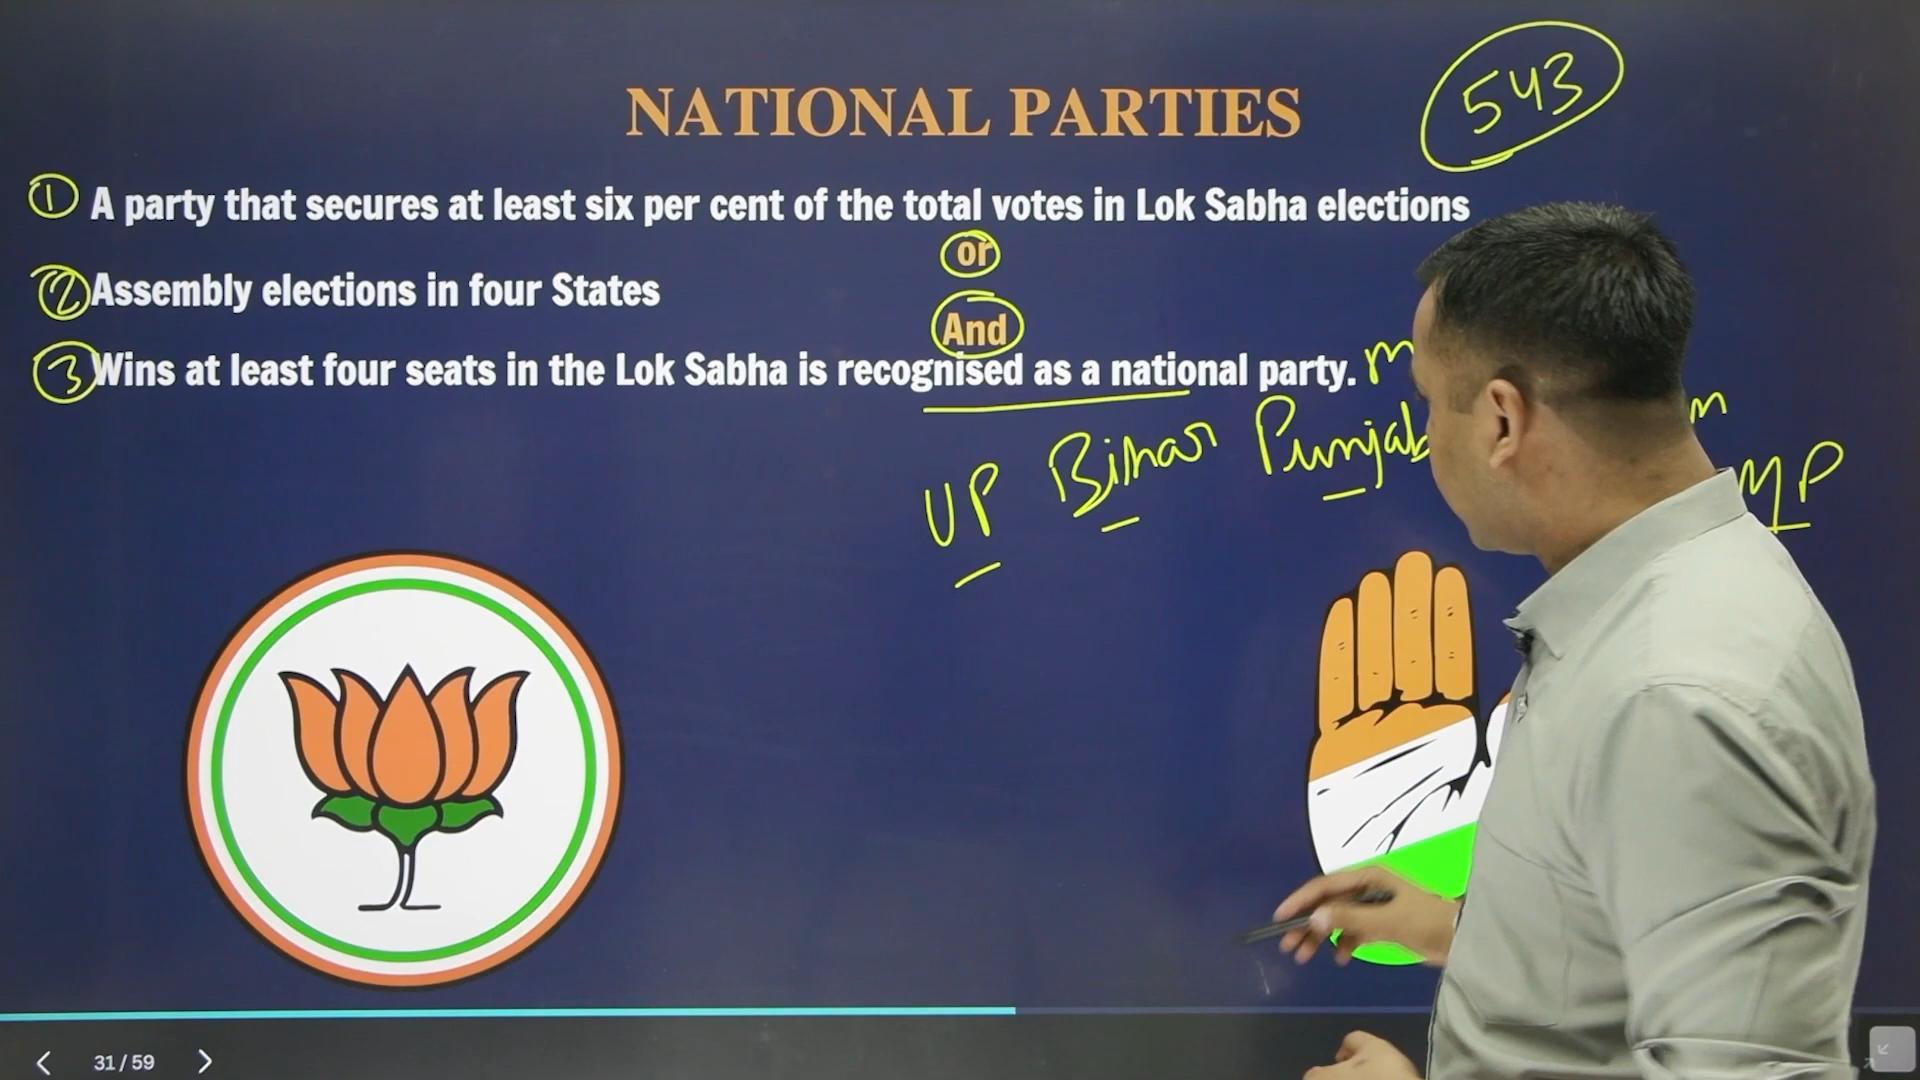 NATIONAL PARTIES
543
① A party that secures at least six per cent of the total votes in Lok Sabha elections
or
② Assembly elections in four States
And
③ Wins at least four seats in the Lok Sabha is recognised as a national party.
UP Bihar Punjab
MP
31 / 59